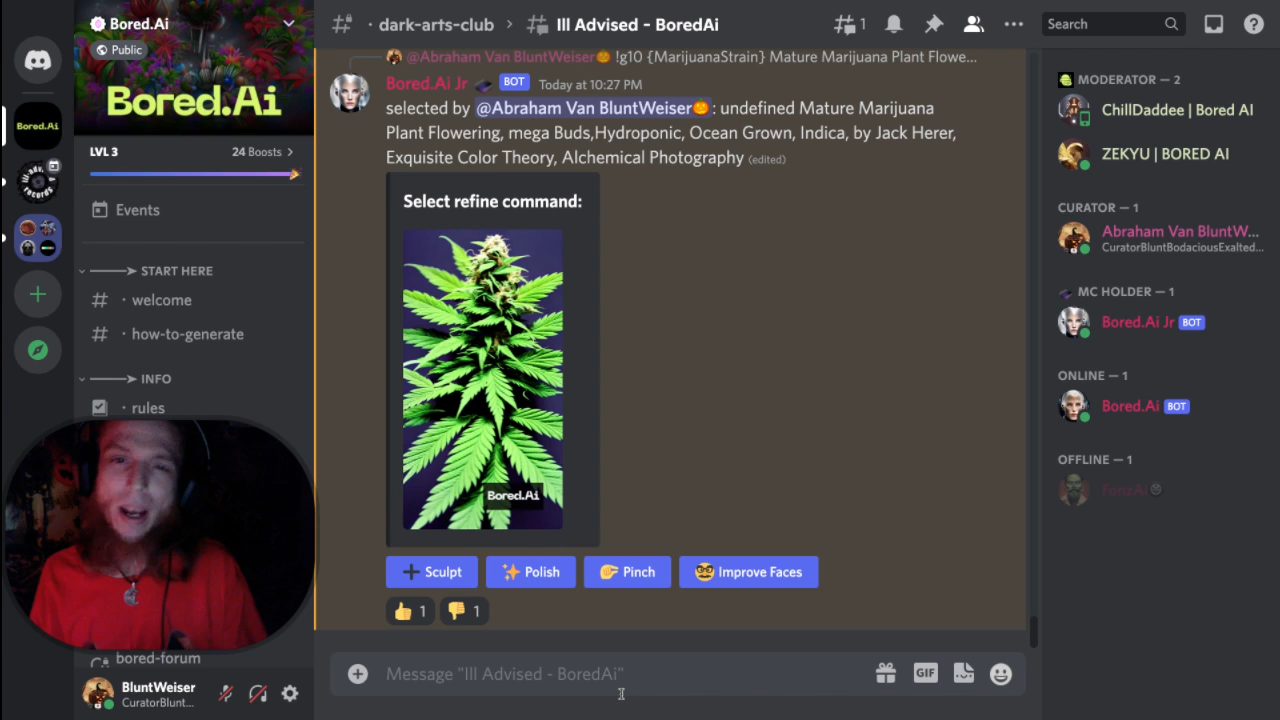 Bored.Ai
Public
Bored.Ai
LVL 3
24 Boosts
Events
START HERE
# · welcome
# · how-to-generate
INFO
· rules
bored-forum
BluntWeiser
CuratorBlunt...
Bored.Ai
· dark-arts-club
Ill Advised - BoredAi
1
Search
@Abraham Van BluntWeiser🎃 !g10 {MarijuanaStrain} Mature Marijuana Plant Flowe...
Bored.Ai Jr BOT Today at 10:27 PM
selected by @Abraham Van BluntWeiser🎃: undefined Mature Marijuana
Plant Flowering, mega Buds,Hydroponic, Ocean Grown, Indica, by Jack Herer,
Exquisite Color Theory, Alchemical Photography (edited)
Select refine command:
Bored.Ai
Sculpt
Polish
Pinch
Improve Faces
1
1
Message "Ill Advised - BoredAi"
GIF
MODERATOR — 2
ChillDaddee | Bored AI
ZEKYU | BORED AI
CURATOR — 1
Abraham Van BluntW...
CuratorBluntBodaciousExalted...
MC HOLDER — 1
Bored.Ai Jr BOT
ONLINE — 1
Bored.Ai BOT
OFFLINE — 1